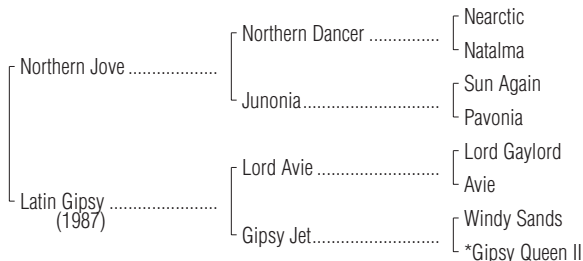 Nearctic
Northern Dancer ...............
Natalma
Northern Jove ...................
Sun Again
Junonia.............................
Pavonia
Lord Gaylord
Lord Avie ..........................
Avie
Latin Gipsy .......................
(1987)
Windy Sands
Gipsy Jet...........................
*Gipsy Queen II